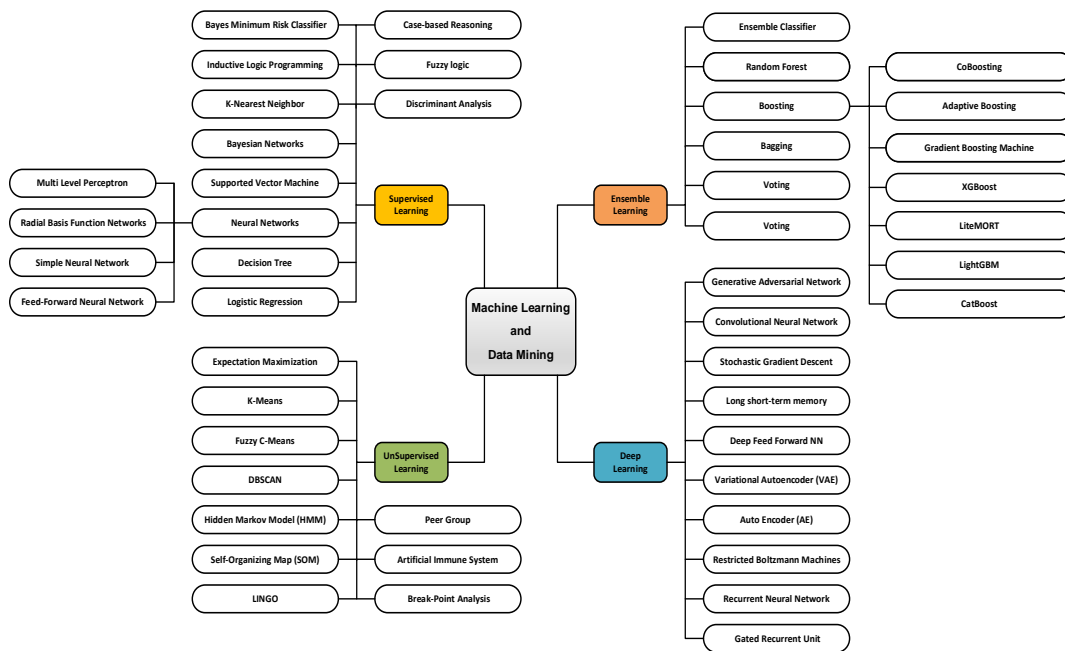 Bayes Minimum Risk Classifier
Case-based Reasoning
Inductive Logic Programming
Fuzzy logic
K-Nearest Neighbor
Discriminant Analysis
Bayesian Networks
Supported Vector Machine
Neural Networks
Decision Tree
Logistic Regression
Multi Level Perceptron
Radial Basis Function Networks
Simple Neural Network
Feed-Forward Neural Network
Supervised
Learning
Ensemble
Learning
Ensemble Classifier
Random Forest
Boosting
Bagging
Voting
Voting
CoBoosting
Adaptive Boosting
Gradient Boosting Machine
XGBoost
LiteMORT
LightGBM
CatBoost
Machine Learning
and
Data Mining
Expectation Maximization
K-Means
Fuzzy C-Means
DBSCAN
Hidden Markov Model (HMM)
Self-Organizing Map (SOM)
LINGO
Peer Group
Artificial Immune System
Break-Point Analysis
UnSupervised
Learning
Deep
Learning
Generative Adversarial Network
Convolutional Neural Network
Stochastic Gradient Descent
Long short-term memory
Deep Feed Forward NN
Variational Autoencoder (VAE)
Auto Encoder (AE)
Restricted Boltzmann Machines
Recurrent Neural Network
Gated Recurrent Unit